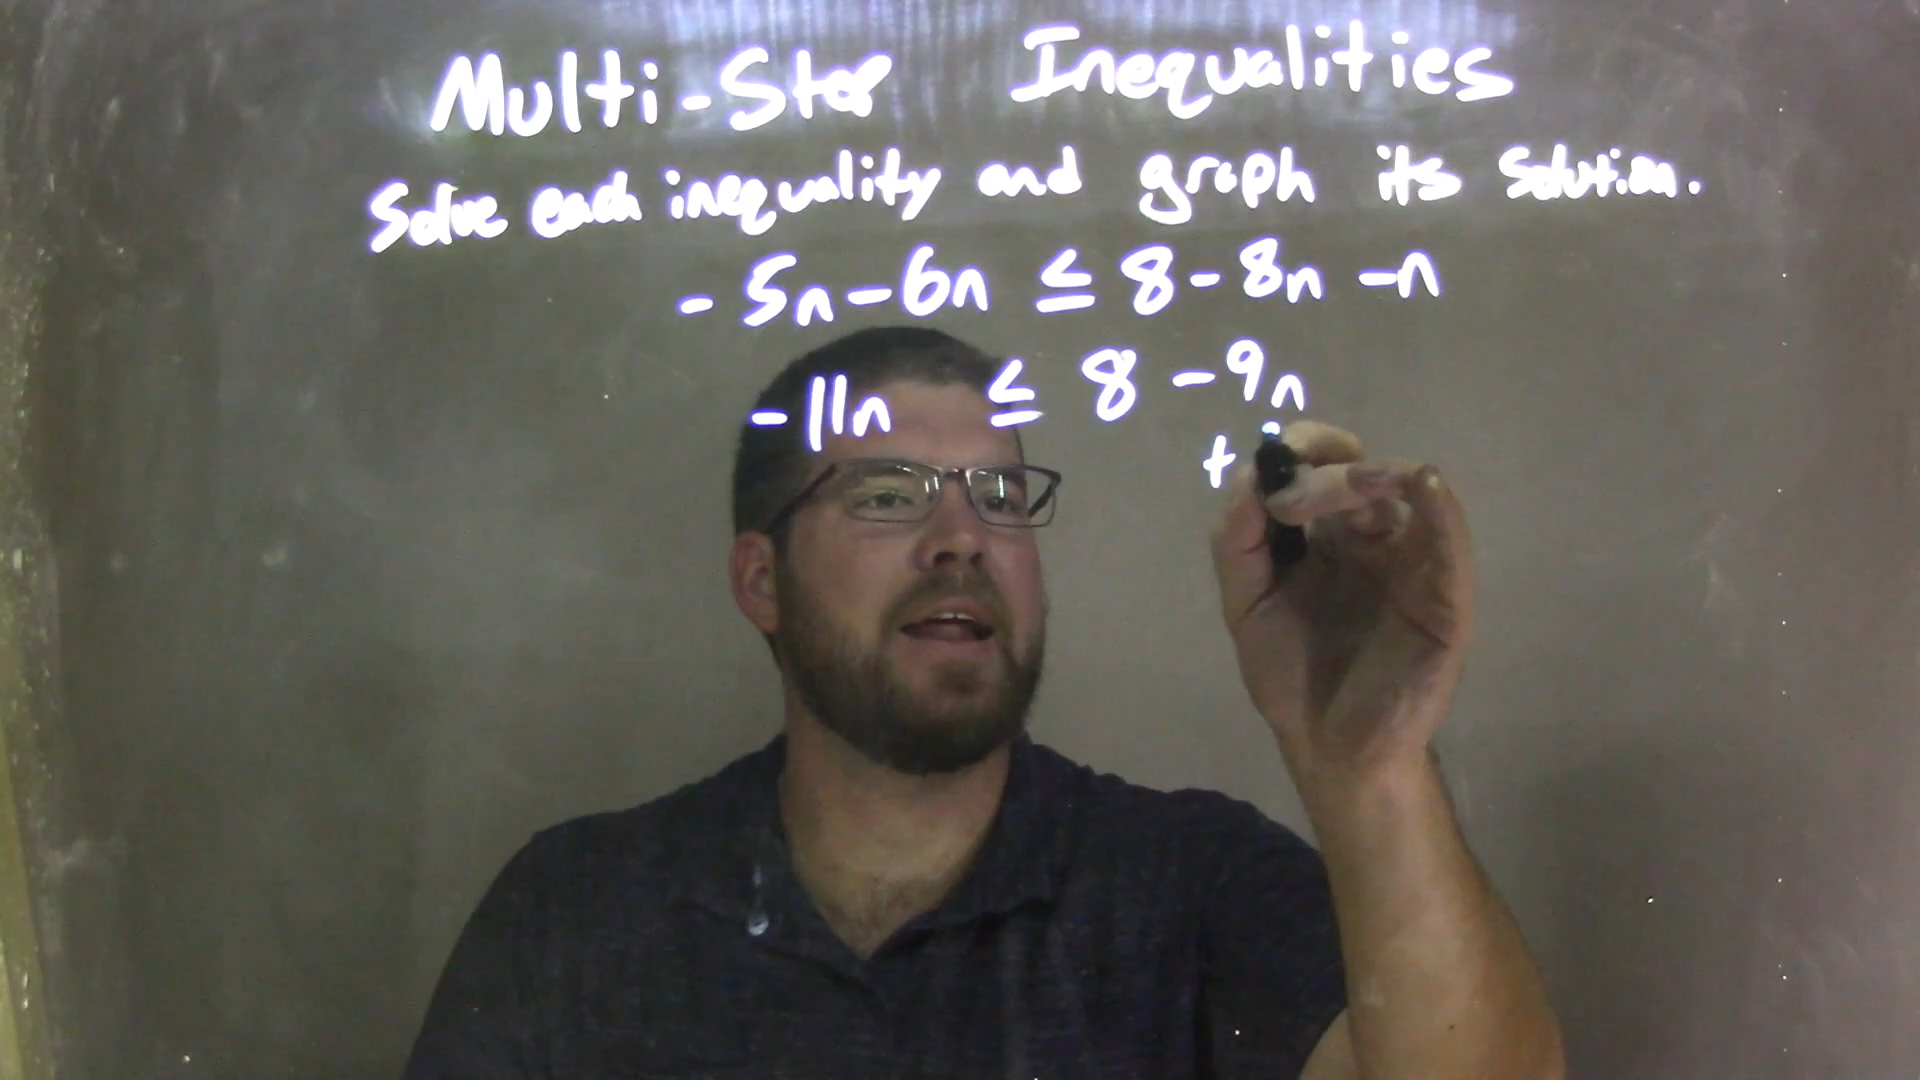 Multi-Step Inequalities
Solve each inequality and graph its solution.
- 5n - 6n ≤ 8 - 8n - n
- 11n ≤ 8 - 9n
+